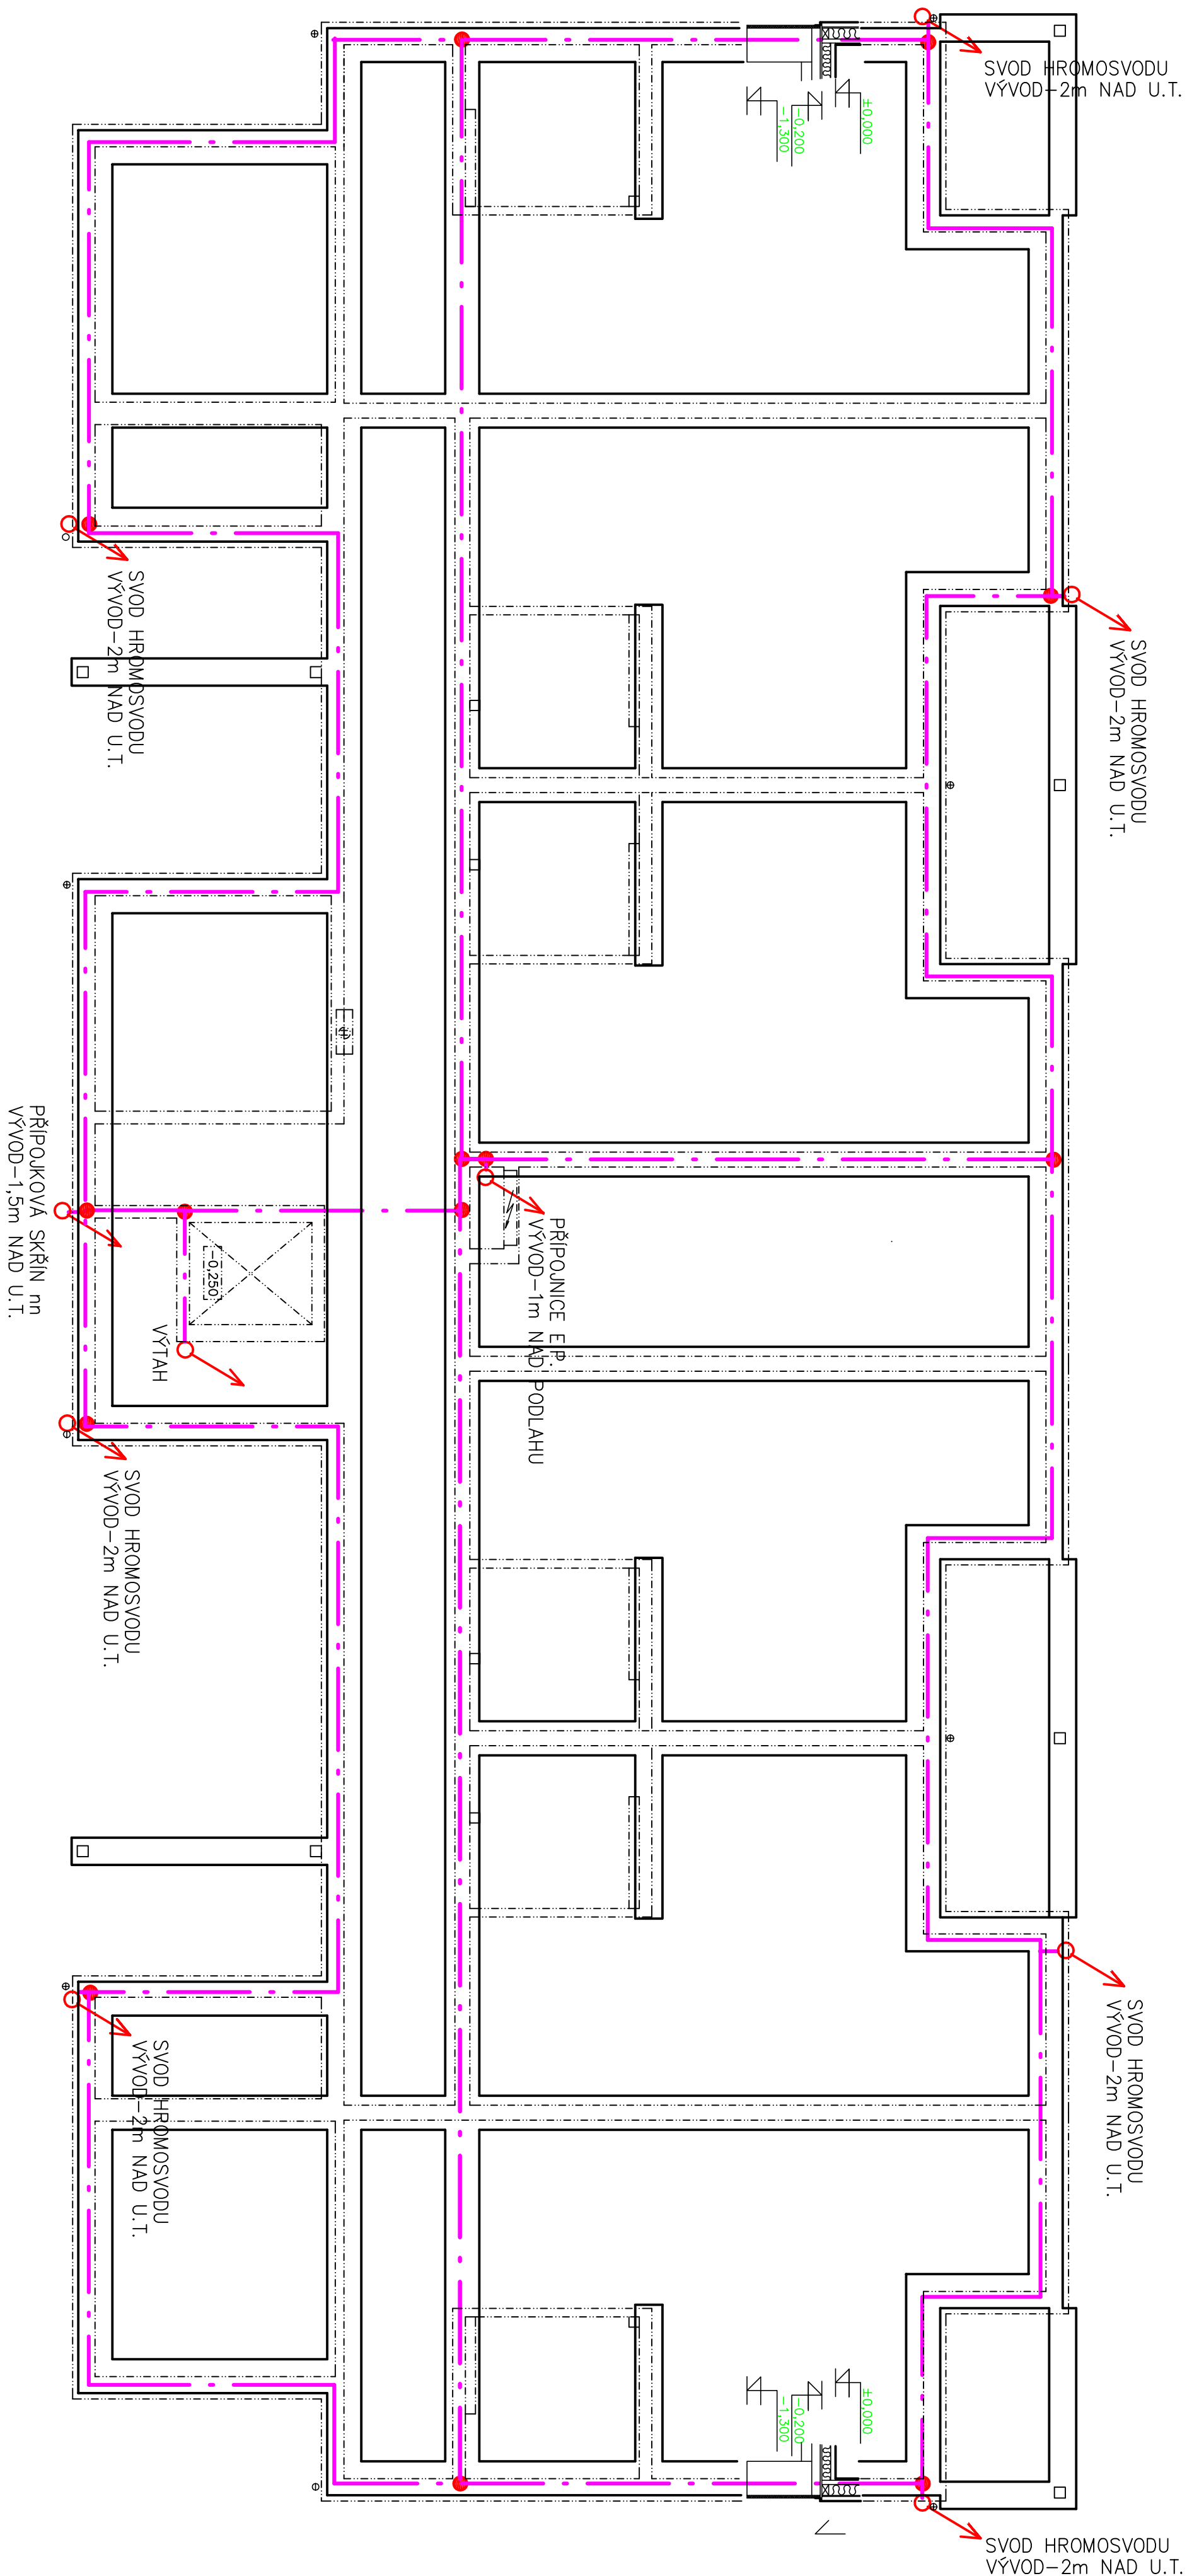 SVOD HROMOSVODU
VÝVOD-2m NAD U.T.
±0,000
-0,200
-1,300
SVOD HROMOSVODU
VÝVOD-2m NAD U.T.
SVOD HROMOSVODU
VÝVOD-2m NAD U.T.
PŘÍPOJKOVÁ SKŘÍN nn
VÝVOD-1,5m NAD U.T.
PŘÍPOJNICE E.P.
VÝVOD-1m NAD PODLAHU
-0,250
VÝTAH
SVOD HROMOSVODU
VÝVOD-2m NAD U.T.
SVOD HROMOSVODU
VÝVOD-2m NAD U.T.
SVOD HROMOSVODU
VÝVOD-2m NAD U.T.
±0,000
-0,200
-1,300
SVOD HROMOSVODU
VÝVOD-2m NAD U.T.